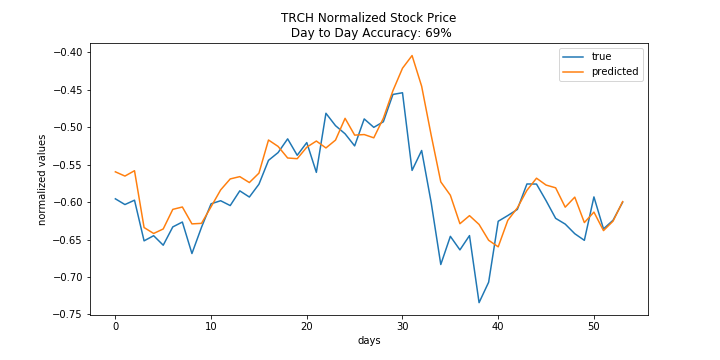 TRCH Normalized Stock Price
Day to Day Accuracy: 69%
true
predicted
normalized values
−0.40
−0.45
−0.50
−0.55
−0.60
−0.65
−0.70
−0.75
0
10
20
30
40
50
days